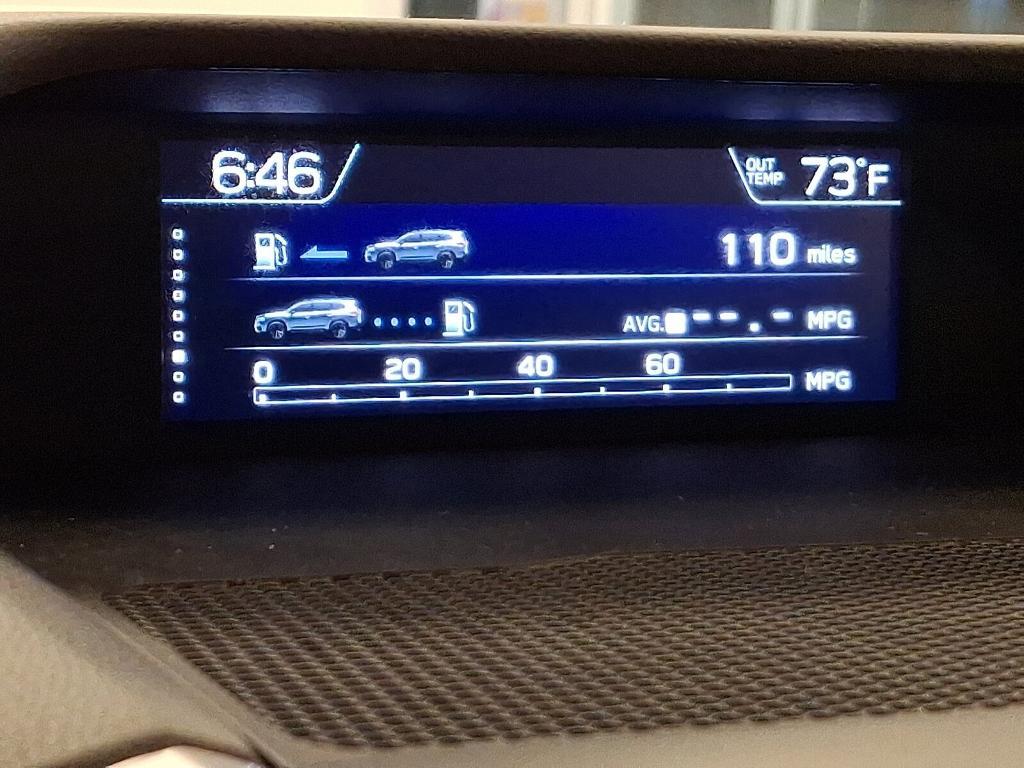 6:46
OUT TEMP 73°F
110 miles
AVG. --.- MPG
0 20 40 60
MPG